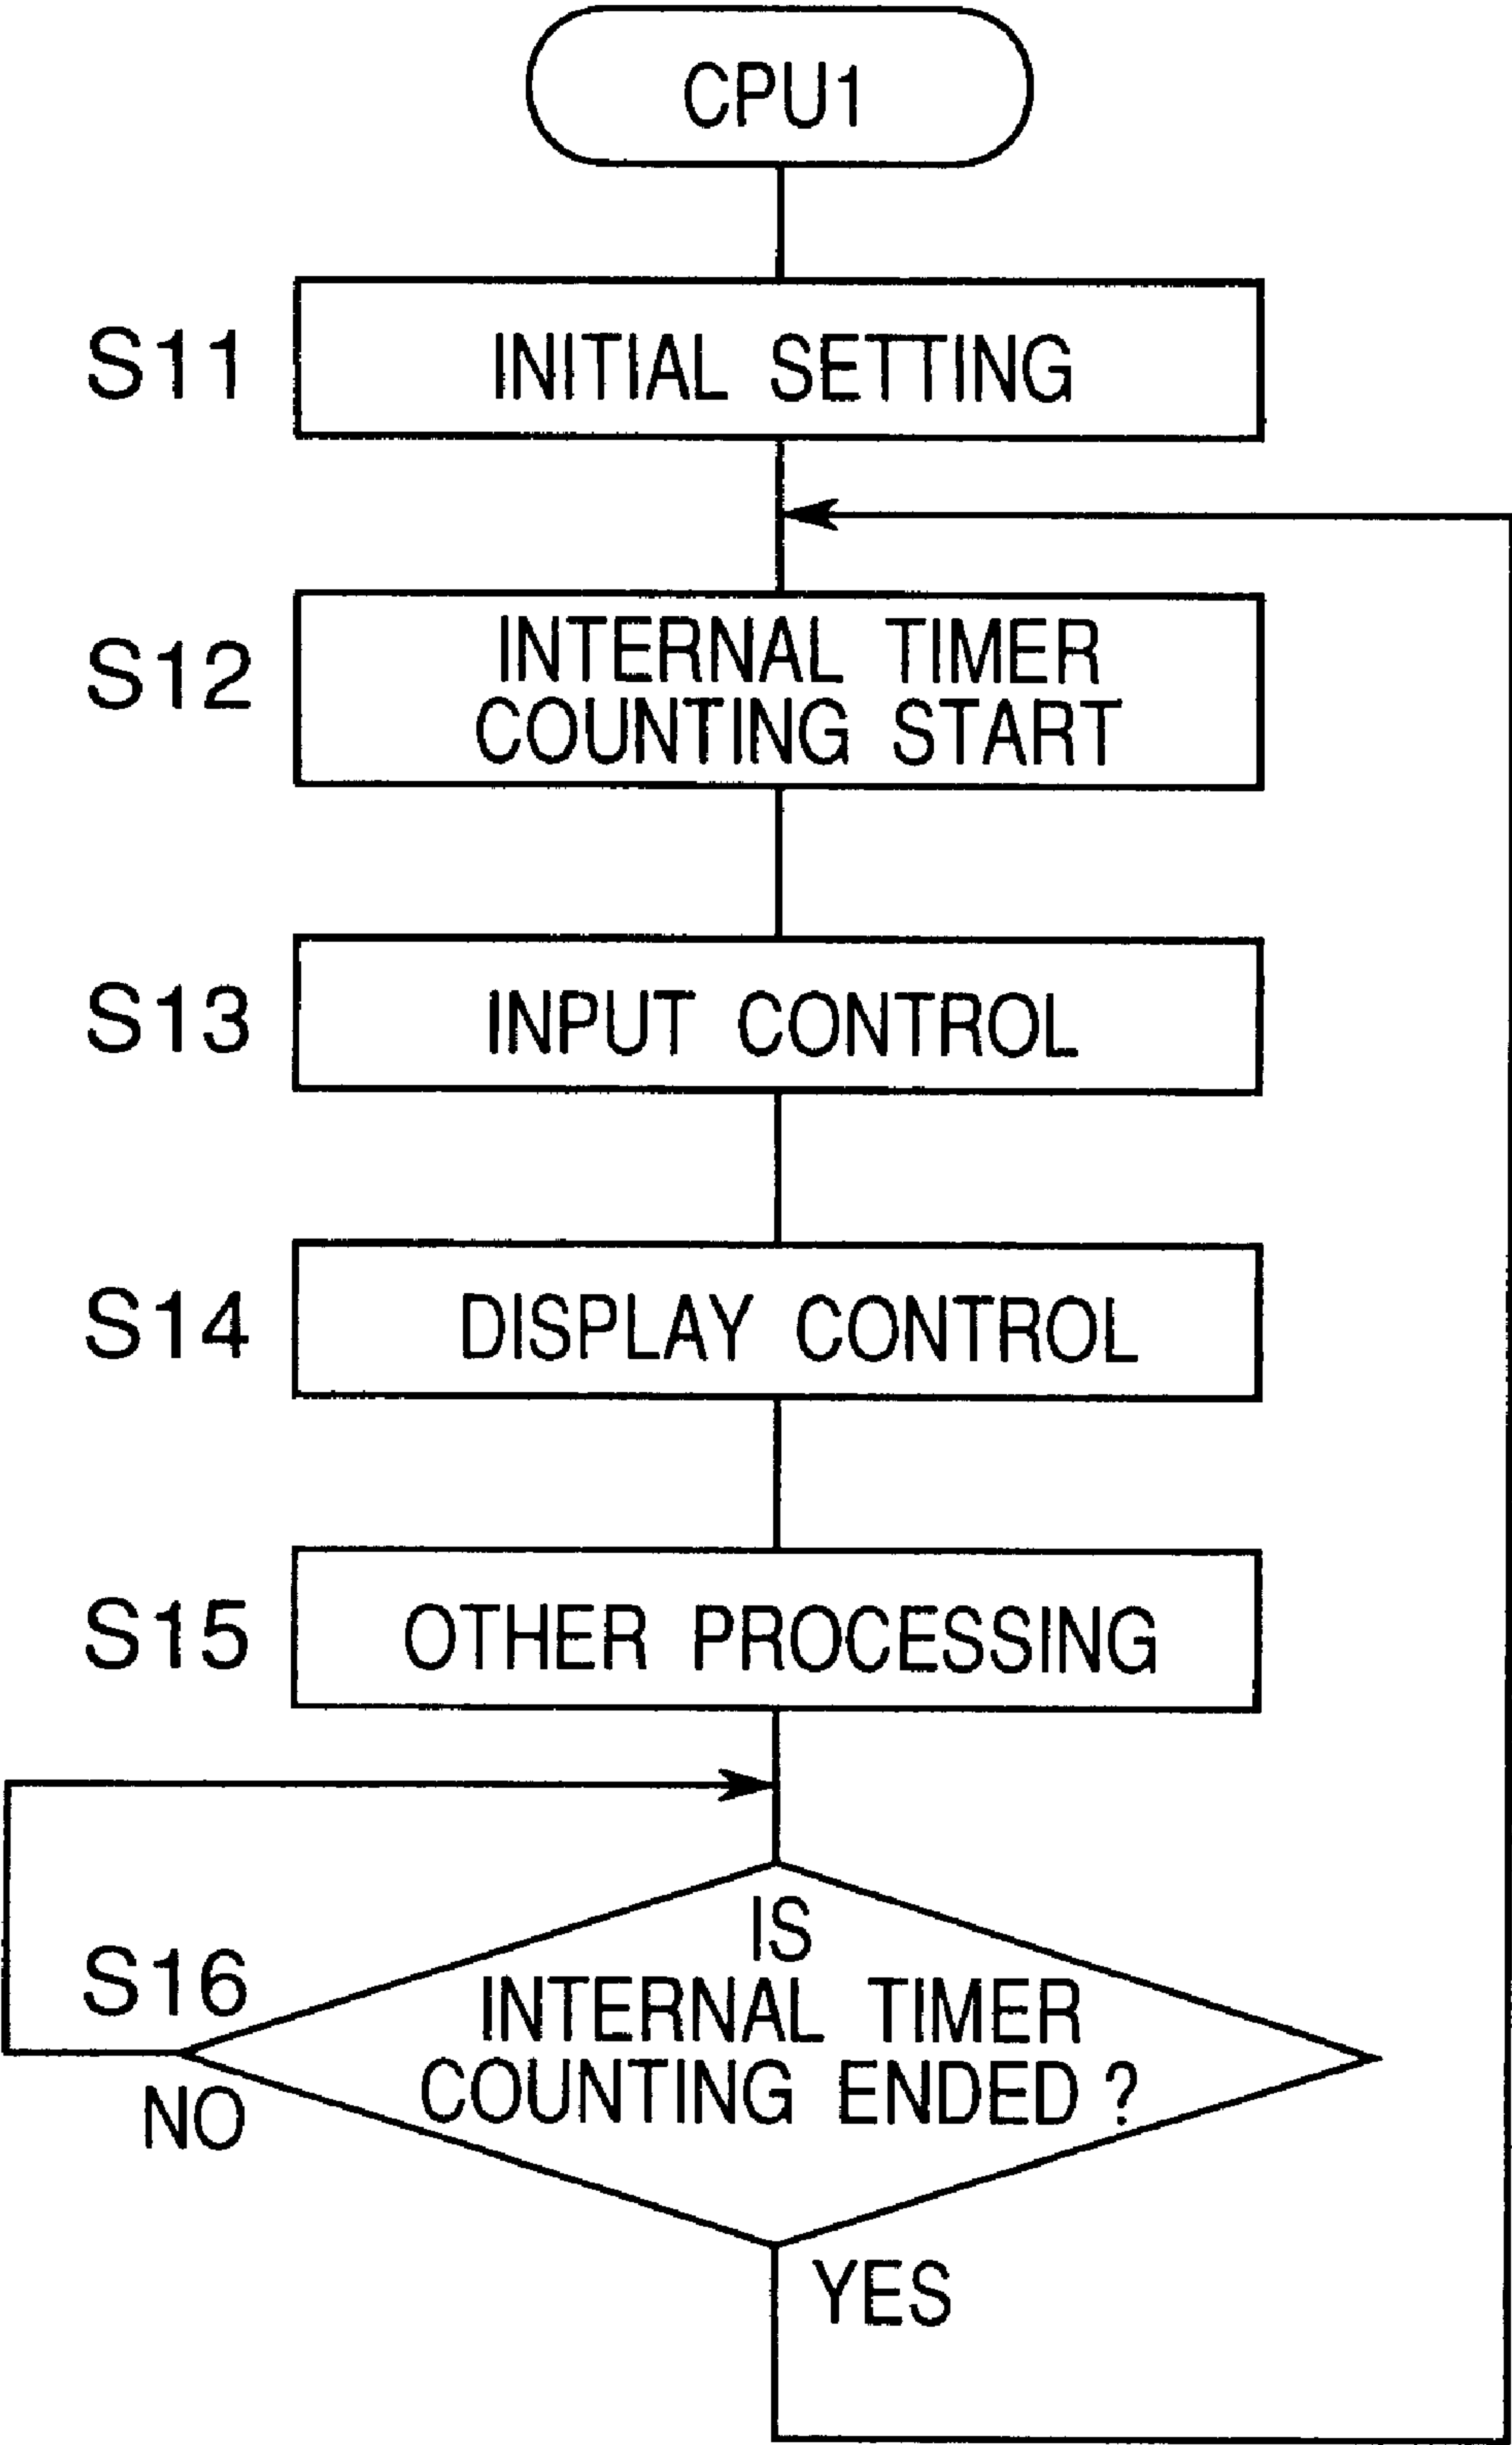 CPU1
S11
INITIAL SETTING
S12
INTERNAL TIMER
COUNTING START
S13
INPUT CONTROL
S14
DISPLAY CONTROL
S15
OTHER PROCESSING
S16
IS
INTERNAL TIMER
COUNTING ENDED ?
NO
YES